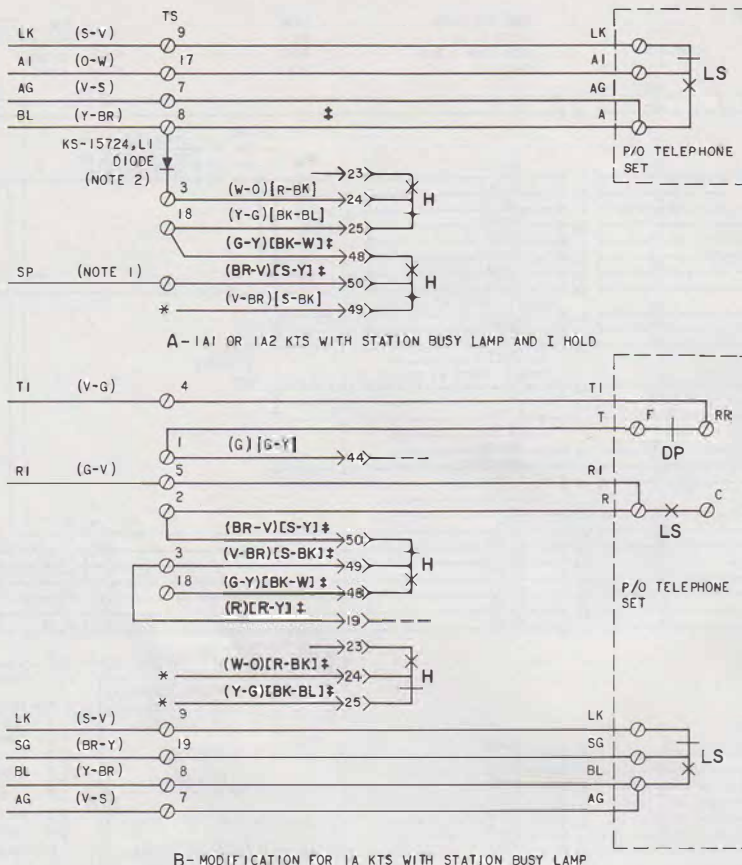 TS
LK (S-V) 9 LK
A1 (O-W) 17 A1
LS
AG (V-S) 7 AG
BL (Y-BR) 8 ‡ A
KS-15724,L1
DIODE
(NOTE 2)
P/O TELEPHONE
SET
23
3 (W-O)[R-BK] 24 H
18 (Y-G)[BK-BL] 25
(G-Y)[BK-W]‡ 48
SP (NOTE 1) (BR-V)[S-Y]‡ 50 H
* (V-BR)[S-BK] 49
A-1A1 OR 1A2 KTS WITH STATION BUSY LAMP AND I HOLD
T1 (V-G) 4 T1
T F RR
DP
1 (G)[G-Y] 44
R1 (G-V) 5 R1
2 R C
LS
(BR-V)[S-Y]‡ 50
3 (V-BR)[S-BK]‡ 49 H
18 (G-Y)[BK-W]‡ 48
P/O TELEPHONE
SET
(R)[R-Y]‡ 19
23
* (W-O)[R-BK]‡ 24 H
* (Y-G)[BK-BL]‡ 25
LK (S-V) 9 LK
SG (BR-Y) 19 SG
LS
BL (Y-BR) 8 BL
AG (V-S) 7 AG
B-MODIFICATION FOR 1A KTS WITH STATION BUSY LAMP